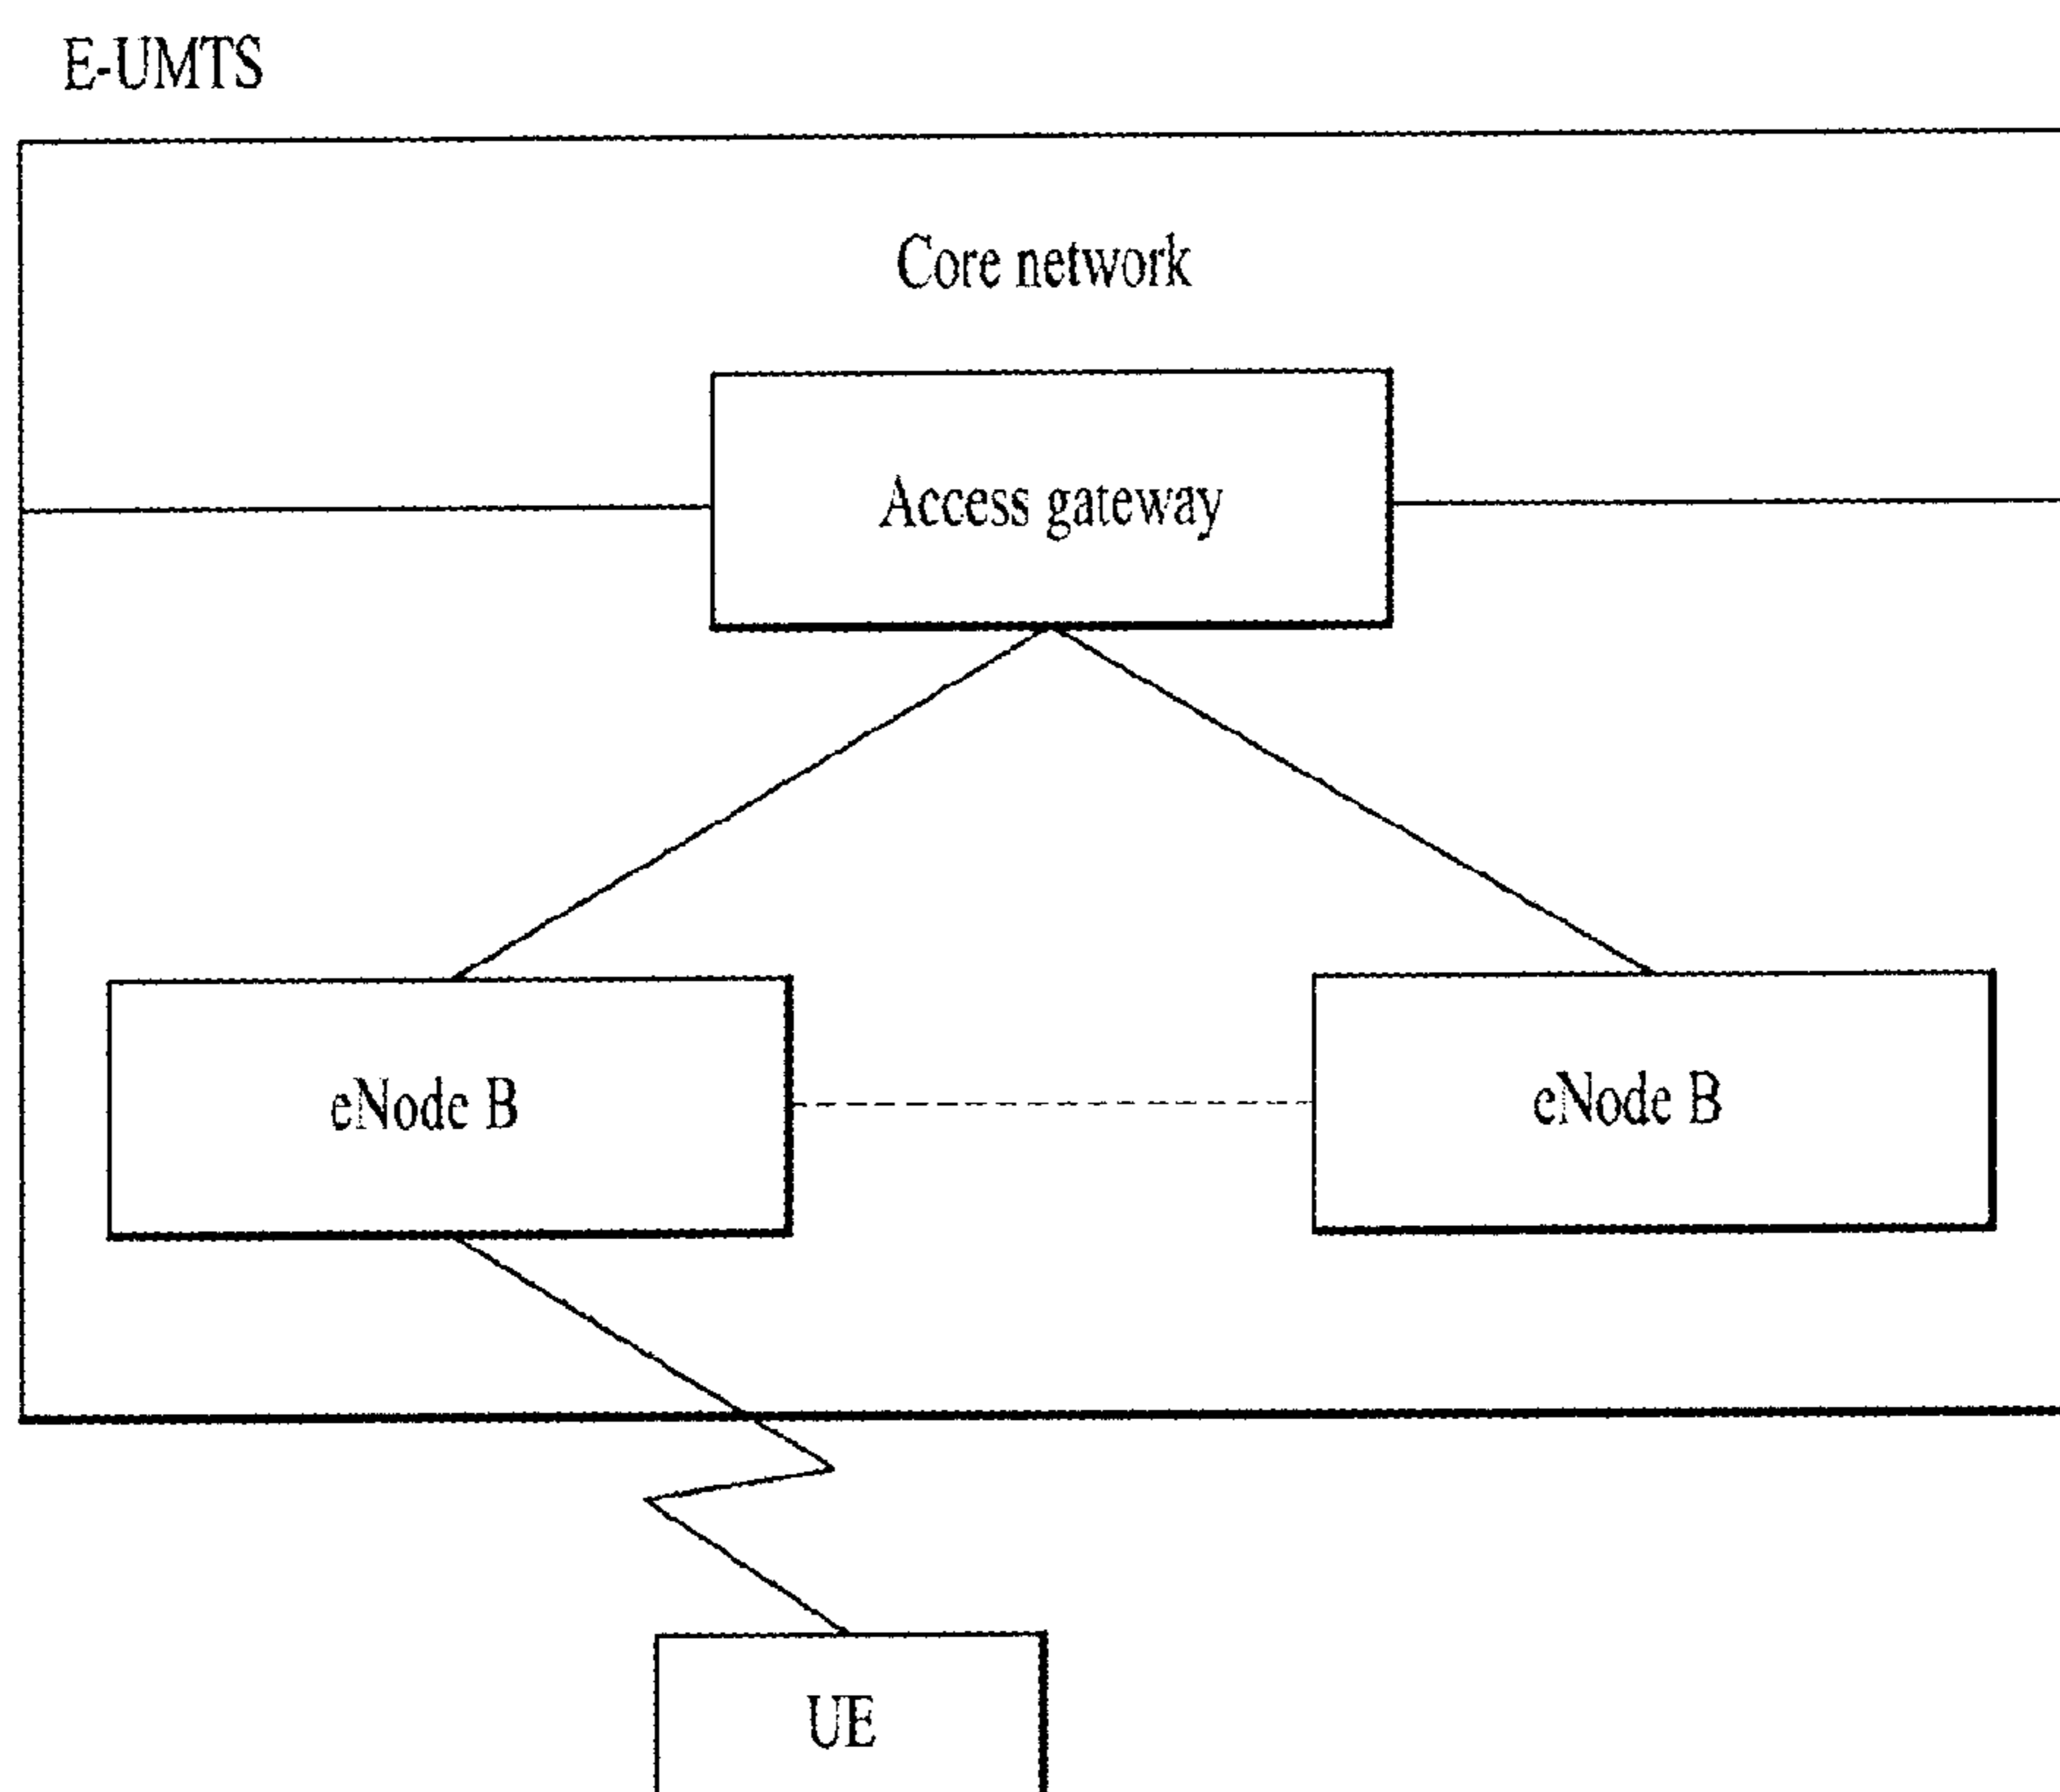 E-UMTS
Core network
Access gateway
eNode B
eNode B
UE